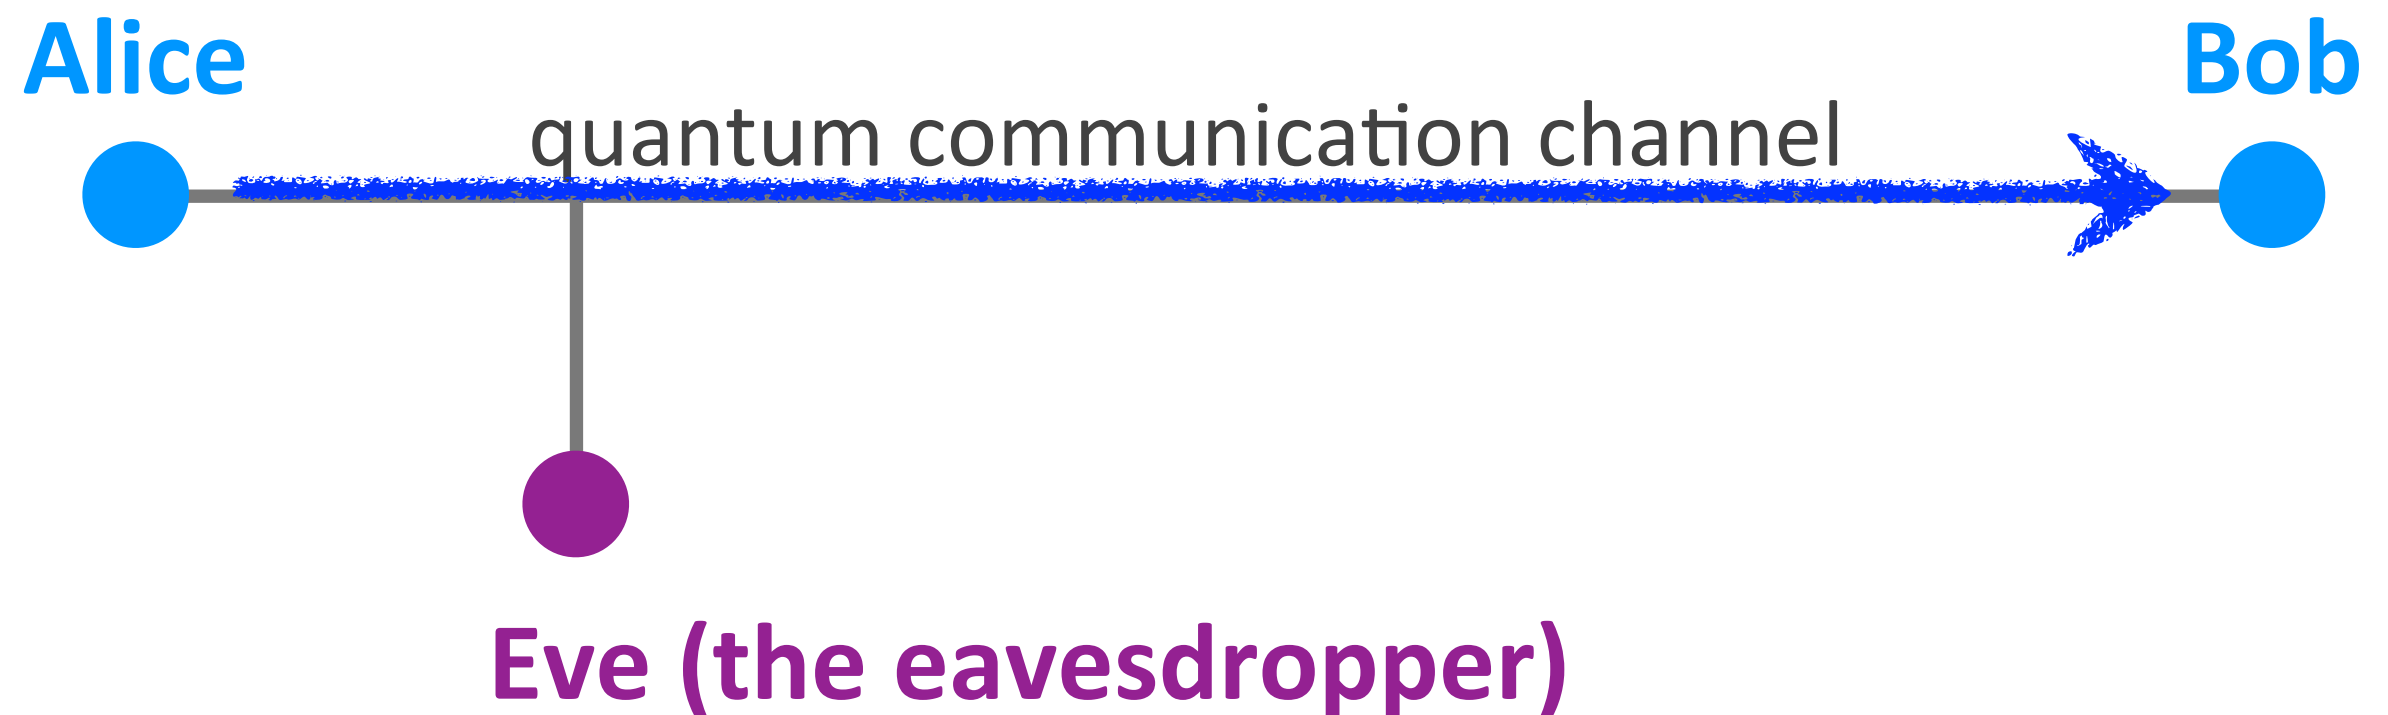 Alice
Bob
quantum communication channel
Eve (the eavesdropper)